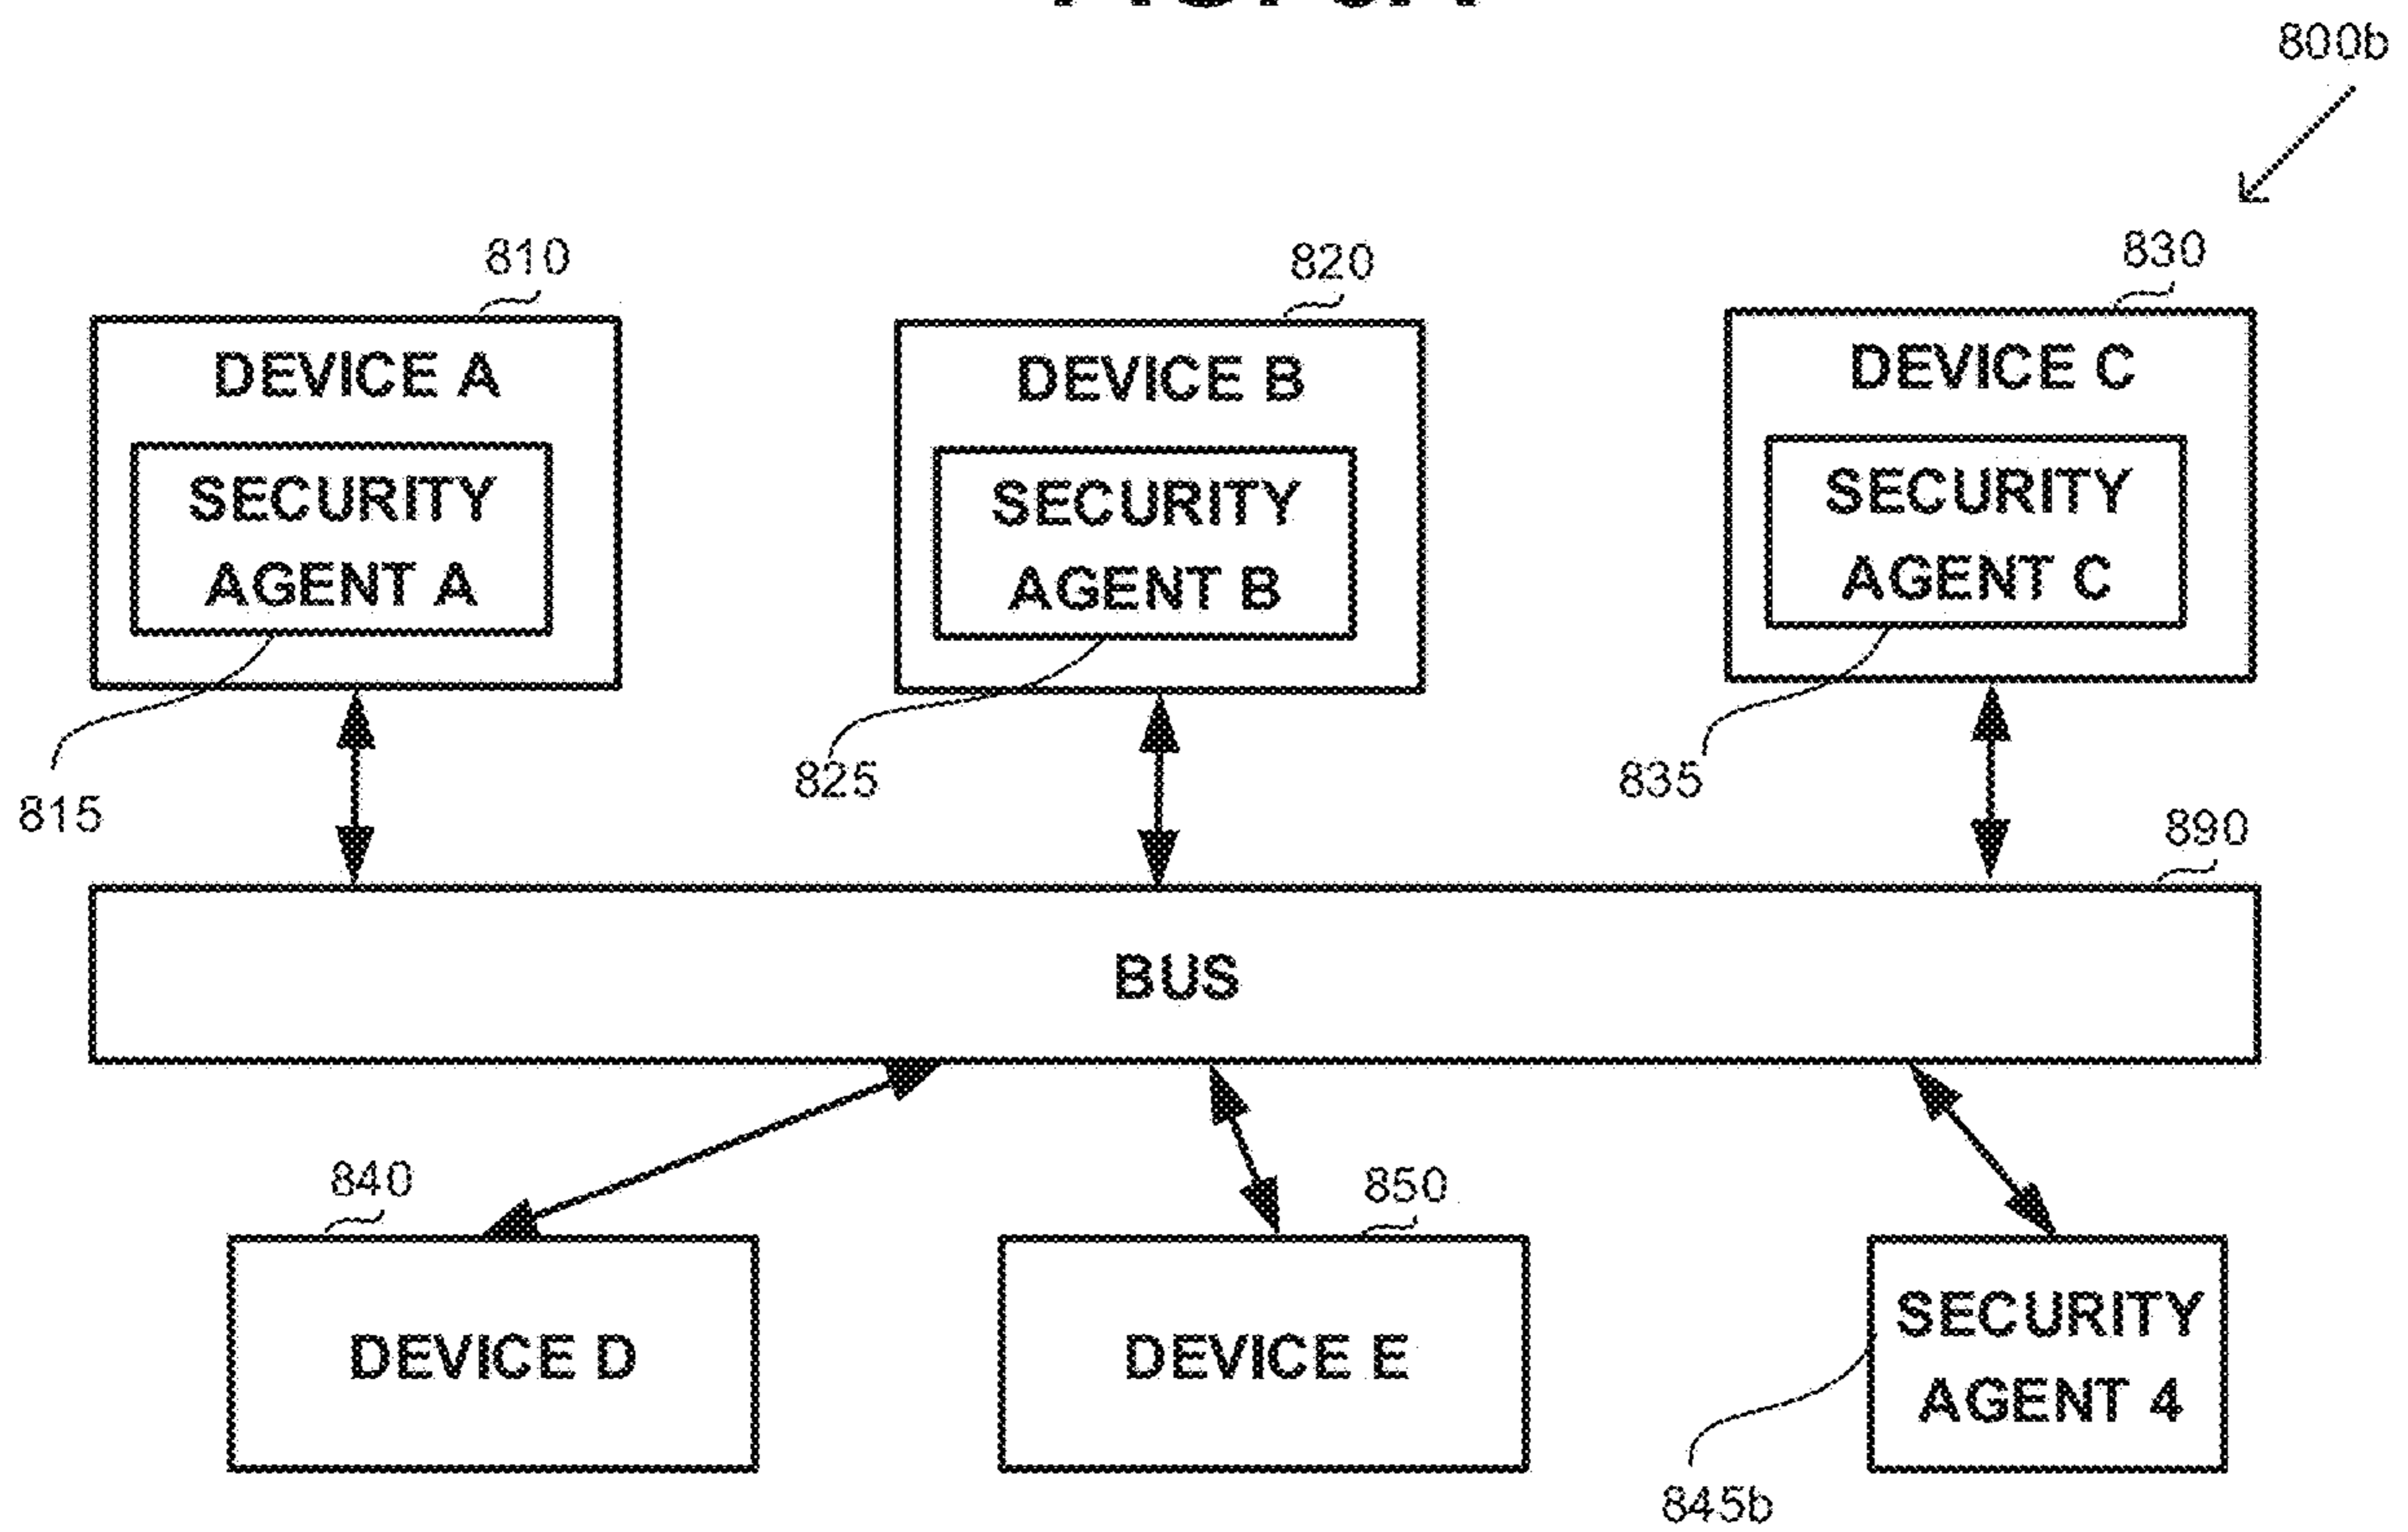 800b
810
820
830
DEVICE A
DEVICE B
DEVICE C
SECURITY
AGENT A
SECURITY
AGENT B
SECURITY
AGENT C
815
825
835
890
BUS
840
850
DEVICE D
DEVICE E
SECURITY
AGENT 4
845b